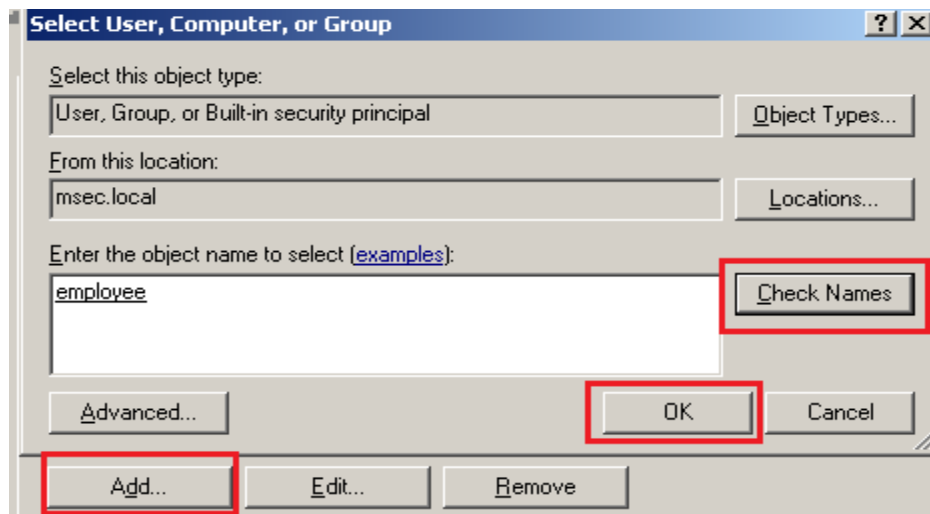 Select User, Computer, or Group
Select this object type:
User, Group, or Built-in security principal
Object Types...
From this location:
msec.local
Locations...
Enter the object name to select (examples):
employee
Check Names
Advanced...
OK
Cancel
Add...
Edit...
Remove